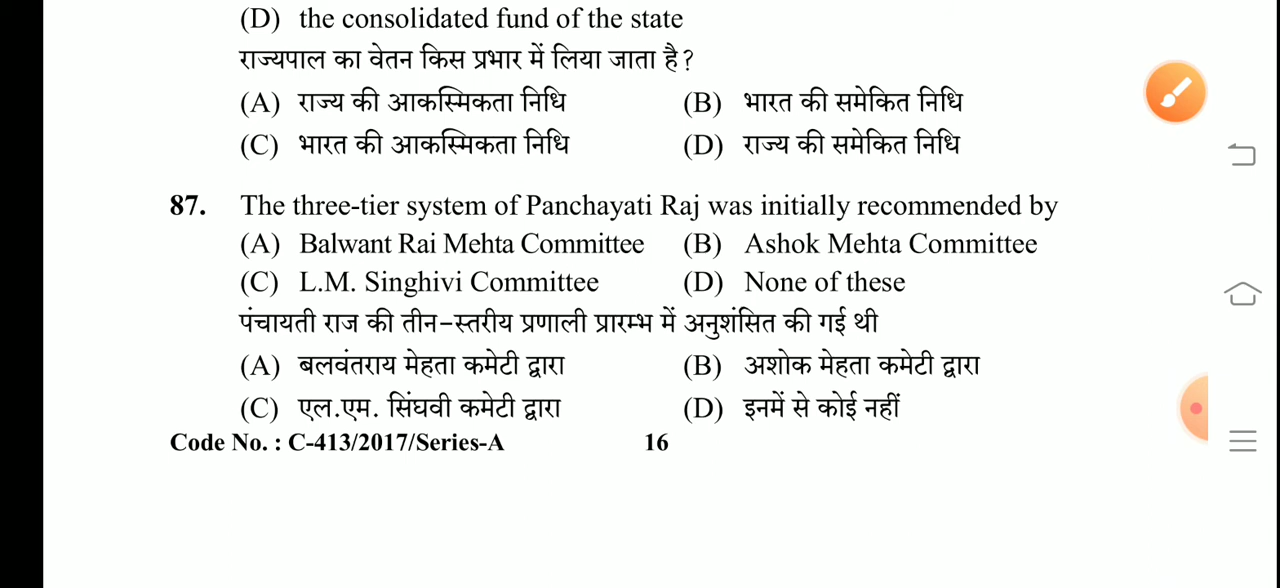 (D) the consolidated fund of the state
राज्यपाल का वेतन किस प्रभार में लिया जाता है?
(A) राज्य की आकस्मिकता निधि (B) भारत की समेकित निधि
(C) भारत की आकस्मिकता निधि (D) राज्य की समेकित निधि
87. The three-tier system of Panchayati Raj was initially recommended by
(A) Balwant Rai Mehta Committee (B) Ashok Mehta Committee
(C) L.M. Singhivi Committee (D) None of these
पंचायती राज की तीन-स्तरीय प्रणाली प्रारम्भ में अनुशंसित की गई थी
(A) बलवंतराय मेहता कमेटी द्वारा (B) अशोक मेहता कमेटी द्वारा
(C) एल.एम. सिंघवी कमेटी द्वारा (D) इनमें से कोई नहीं
Code No. : C-413/2017/Series-A 16